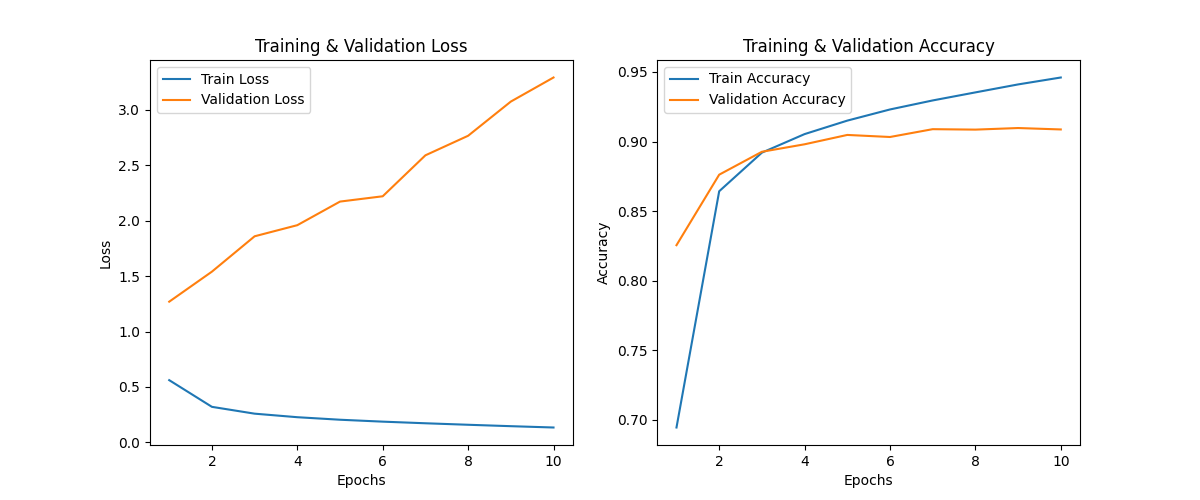 Training & Validation Loss
Train Loss
Validation Loss
3.0
2.5
2.0
1.5
1.0
0.5
0.0
Loss
2 4 6 8 10
Epochs
Training & Validation Accuracy
Train Accuracy
Validation Accuracy
0.95
0.90
0.85
0.80
0.75
0.70
Accuracy
2 4 6 8 10
Epochs